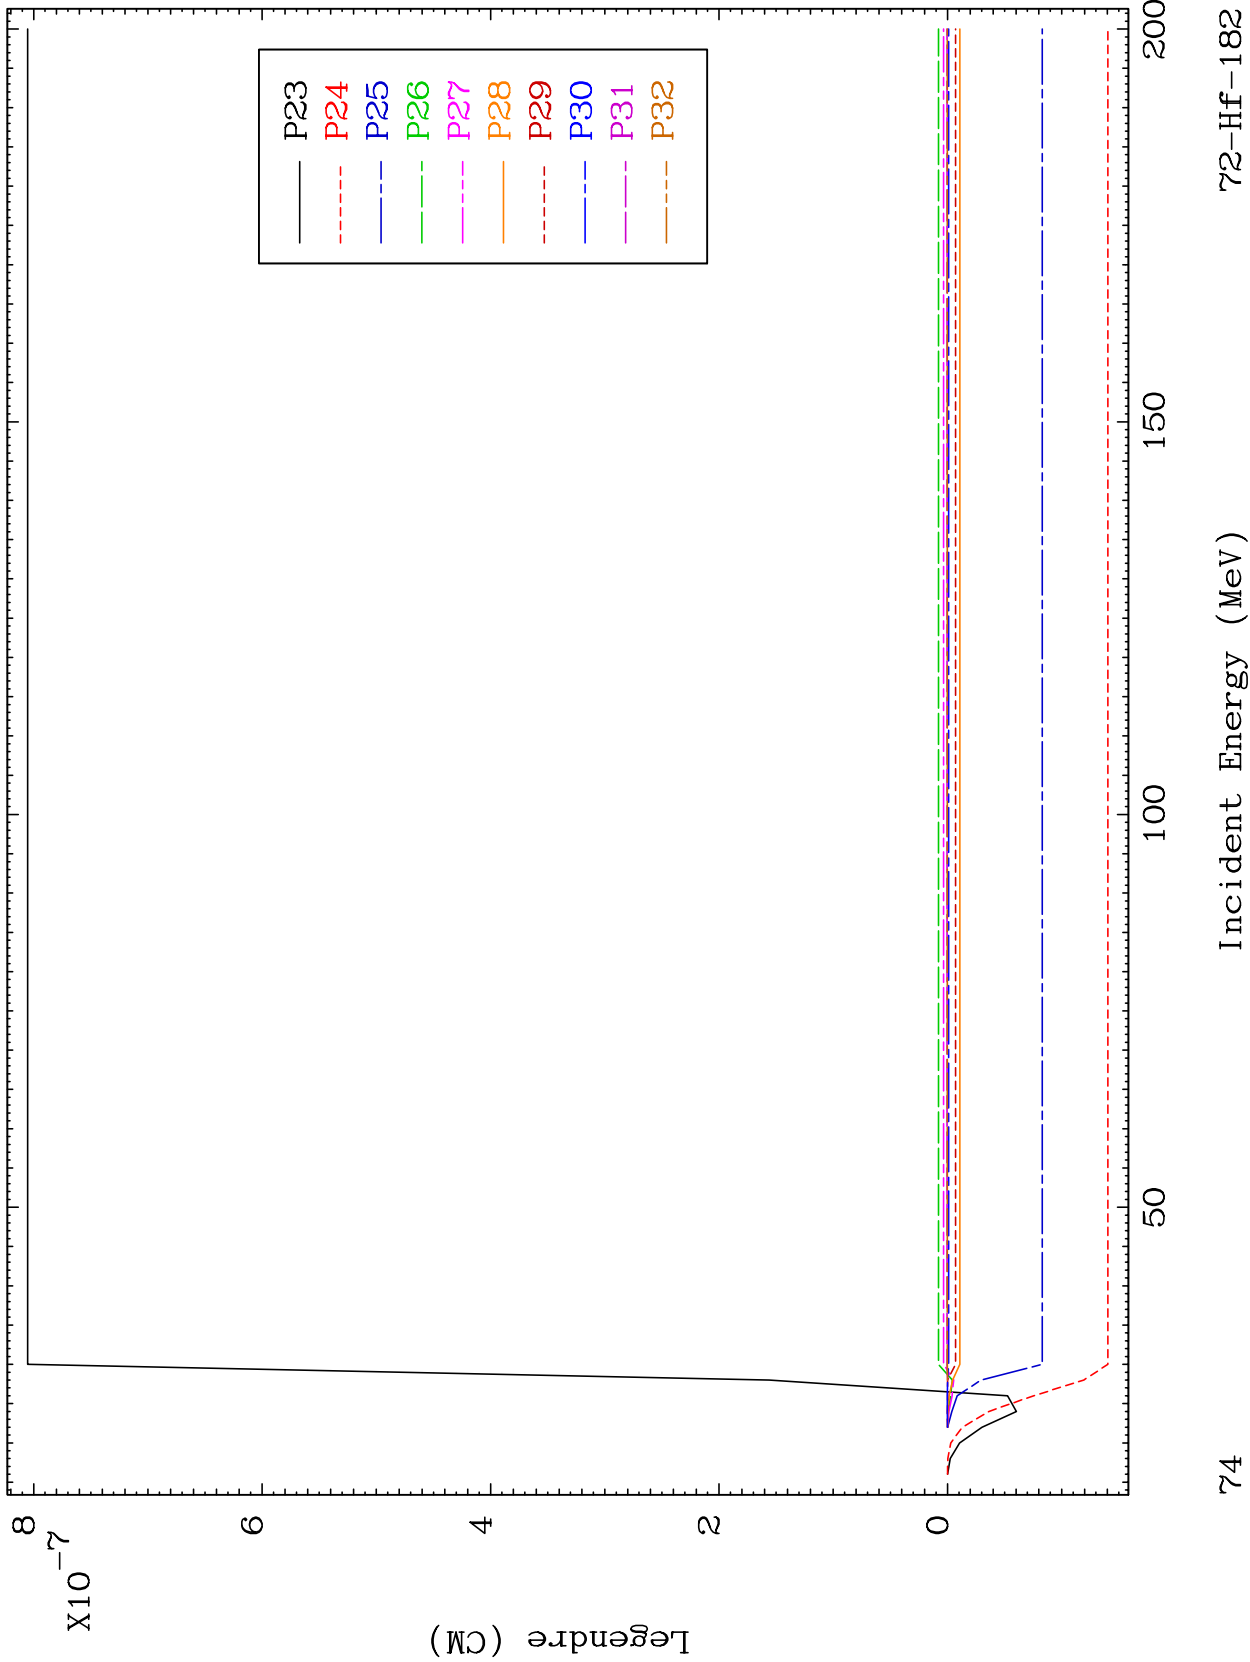 8
6
4
2
0
X10^-7
Legendre (CM)
P23
P24
P25
P26
P27
P28
P29
P30
P31
P32
50
100
150
200
Incident Energy (MeV)
74
72-Hf-182